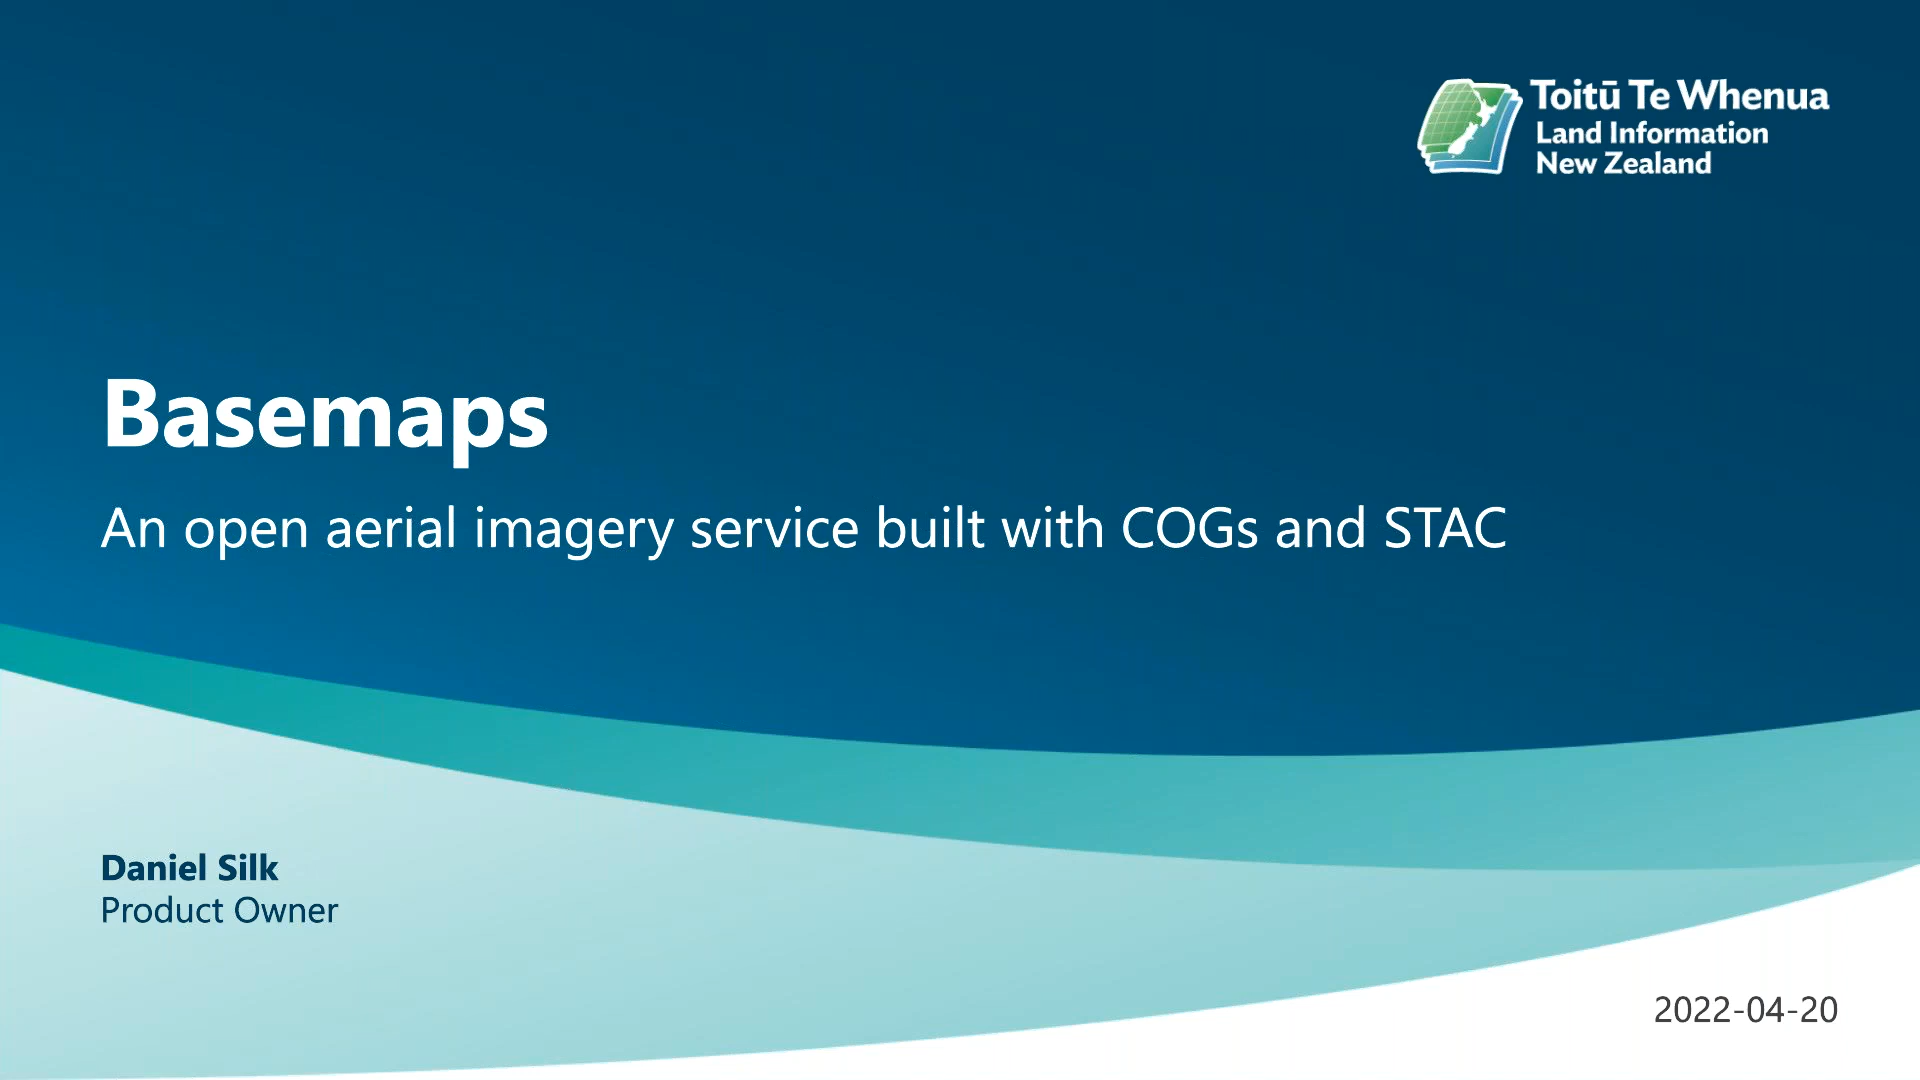 Toitū Te Whenua
Land Information
New Zealand
Basemaps
An open aerial imagery service built with COGs and STAC
Daniel Silk
Product Owner
2022-04-20